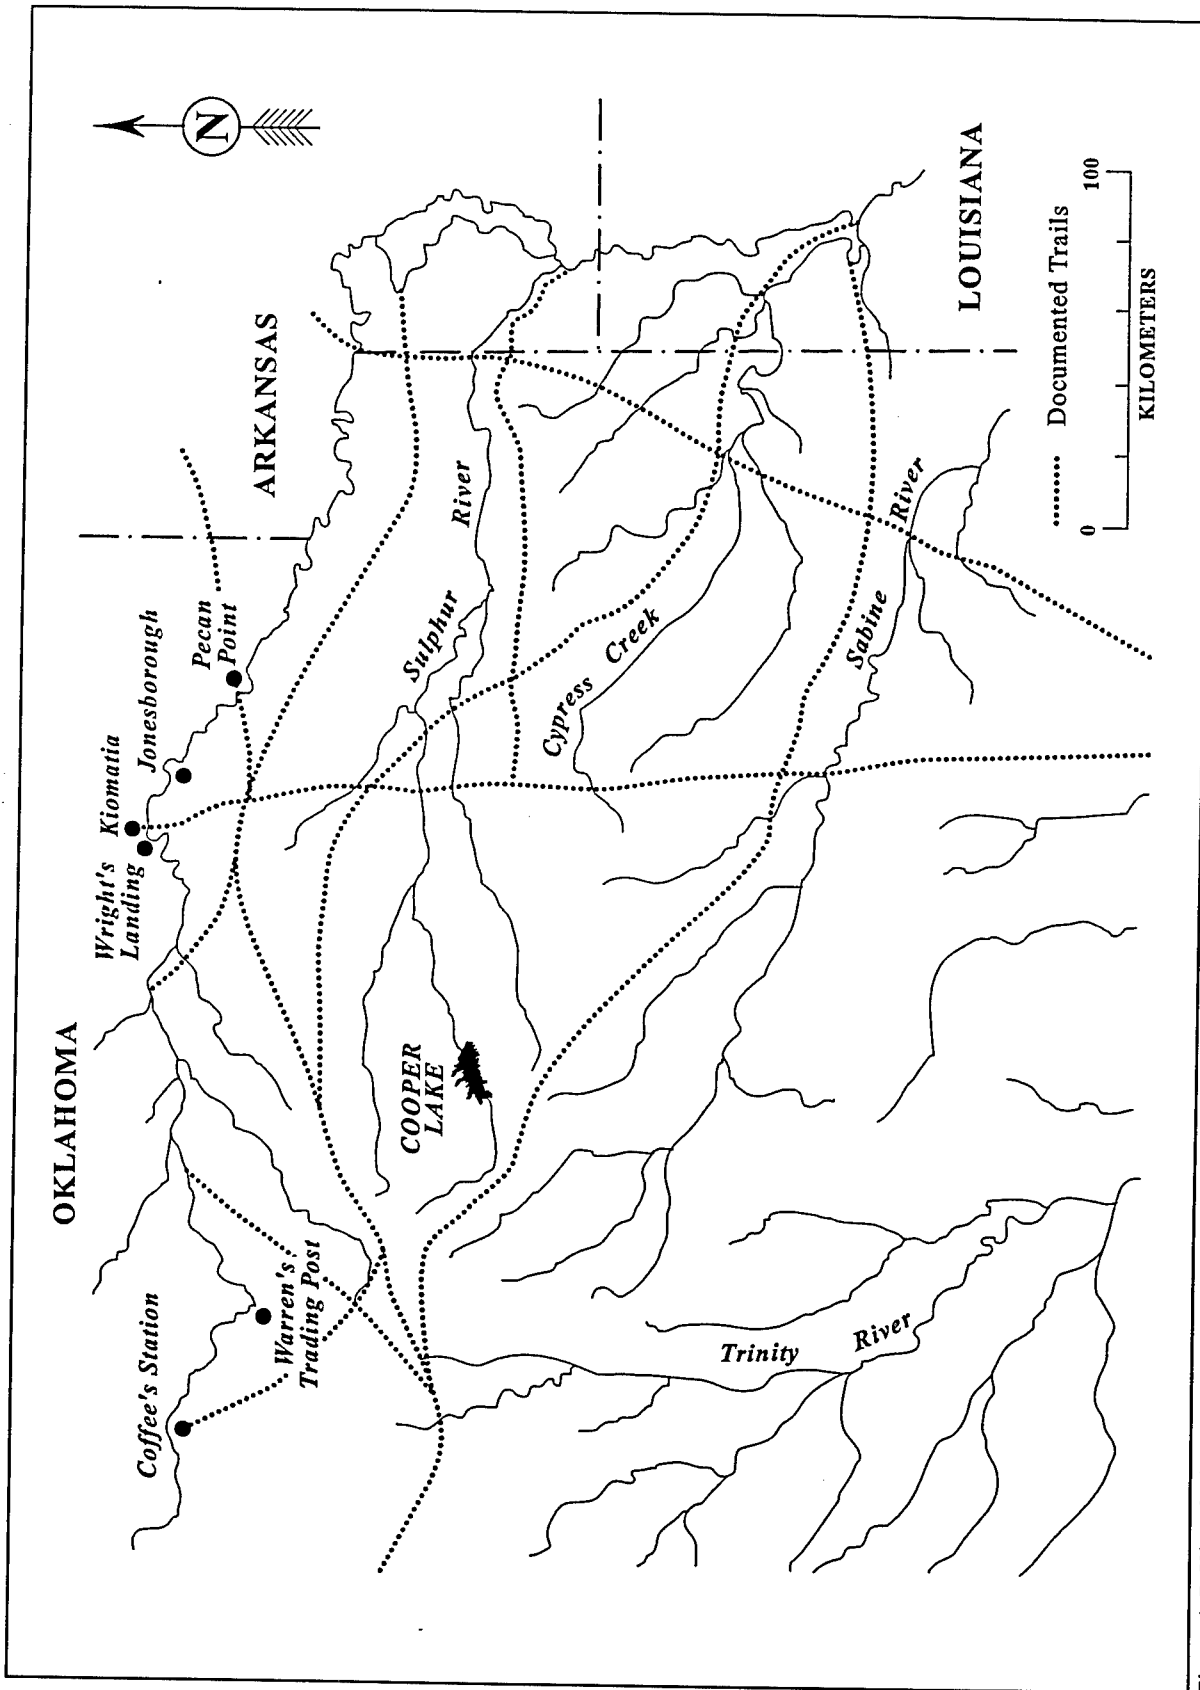 OKLAHOMA
ARKANSAS
LOUISIANA
N
Coffee's Station
Warren's
Trading Post
Wright's
Landing
Kiomatia
Jonesborough
Pecan
Point
COOPER
LAKE
Sulphur
River
Cypress
Creek
Sabine
River
Trinity
River
Documented Trails
0
100
KILOMETERS